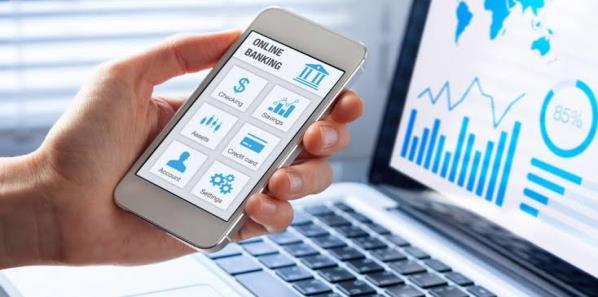 ONLINE
BANKING
$
Checking
Savings
Assets
Credit card
Account
Settings
85%